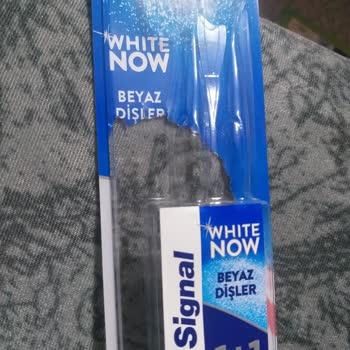 WHITE
NOW
BEYAZ
DİŞLER
Signal
WHITE
NOW
BEYAZ
DİŞLER